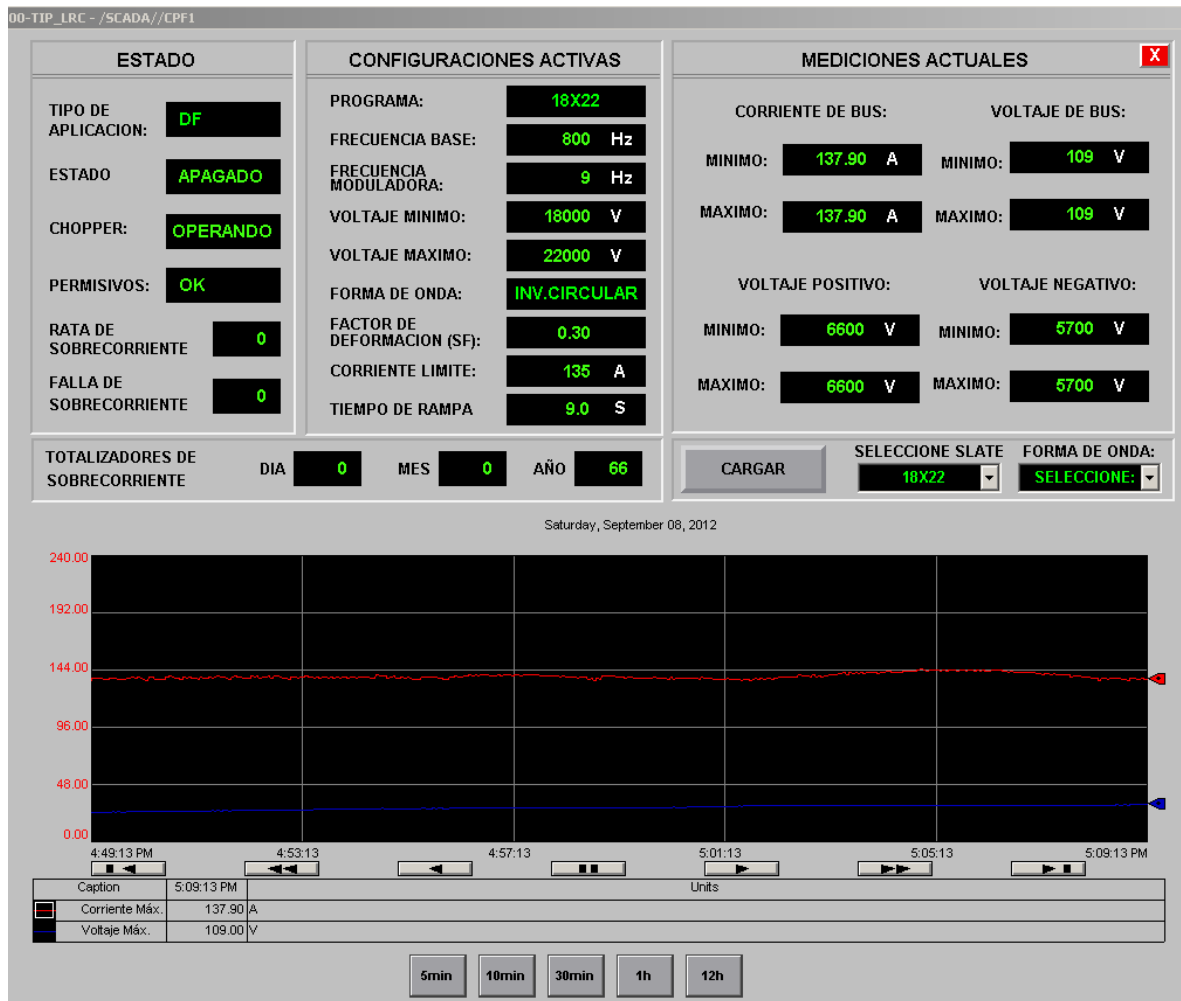 00-TIP_LRC - /SCADA//CPF1
ESTADO
TIPO DE
APLICACION:
DF
ESTADO
APAGADO
CHOPPER:
OPERANDO
PERMISIVOS:
OK
RATA DE
SOBRECORRIENTE
0
FALLA DE
SOBRECORRIENTE
0
CONFIGURACIONES ACTIVAS
PROGRAMA:
18X22
FRECUENCIA BASE:
800 Hz
FRECUENCIA
MODULADORA:
9 Hz
VOLTAJE MINIMO:
18000 V
VOLTAJE MAXIMO:
22000 V
FORMA DE ONDA:
INV.CIRCULAR
FACTOR DE
DEFORMACION (SF):
0.30
CORRIENTE LIMITE:
135 A
TIEMPO DE RAMPA
9.0 S
MEDICIONES ACTUALES
X
CORRIENTE DE BUS:
MINIMO: 137.90 A
MAXIMO: 137.90 A
VOLTAJE DE BUS:
MINIMO: 109 V
MAXIMO: 109 V
VOLTAJE POSITIVO:
MINIMO: 6600 V
MAXIMO: 6600 V
VOLTAJE NEGATIVO:
MINIMO: 5700 V
MAXIMO: 5700 V
TOTALIZADORES DE
SOBRECORRIENTE
DIA 0 MES 0 AÑO 66
CARGAR
SELECCIONE SLATE
18X22
FORMA DE ONDA:
SELECCIONE:
Saturday, September 08, 2012
240.00
192.00
144.00
96.00
48.00
0.00
4:49:13 PM 4:53:13 4:57:13 5:01:13 5:05:13 5:09:13 PM
Caption 5:09:13 PM Units
Corriente Máx. 137.90 A
Voltaje Máx. 109.00 V
5min 10min 30min 1h 12h